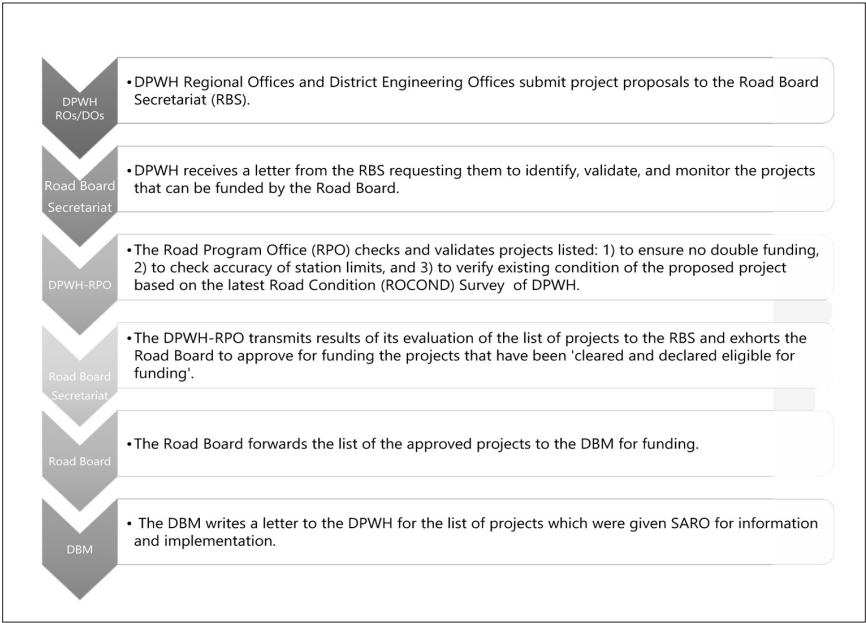 DPWH
ROs/DOs
•DPWH Regional Offices and District Engineering Offices submit project proposals to the Road Board
Secretariat (RBS).
Road Board
Secretariat
•DPWH receives a letter from the RBS requesting them to identify, validate, and monitor the projects
that can be funded by the Road Board.
DPWH-RPO
•The Road Program Office (RPO) checks and validates projects listed: 1) to ensure no double funding,
2) to check accuracy of station limits, and 3) to verify existing condition of the proposed project
based on the latest Road Condition (ROCOND) Survey of DPWH.
Road Board
Secretariat
•The DPWH-RPO transmits results of its evaluation of the list of projects to the RBS and exhorts the
Road Board to approve for funding the projects that have been 'cleared and declared eligible for
funding'.
Road Board
•The Road Board forwards the list of the approved projects to the DBM for funding.
DBM
• The DBM writes a letter to the DPWH for the list of projects which were given SARO for information
and implementation.